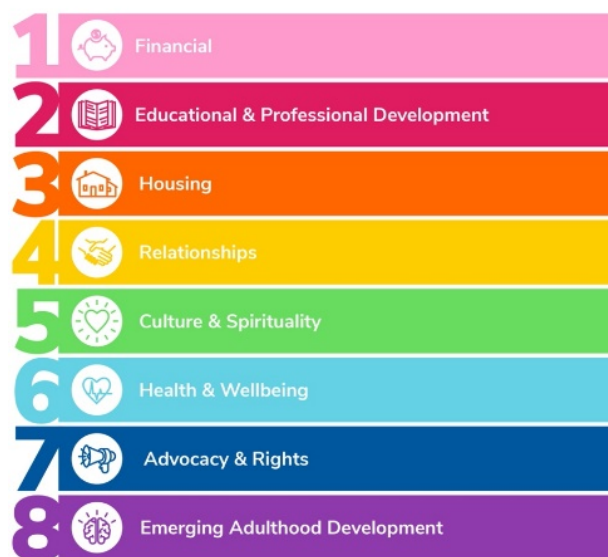 1 Financial
2 Educational & Professional Development
3 Housing
4 Relationships
5 Culture & Spirituality
6 Health & Wellbeing
7 Advocacy & Rights
8 Emerging Adulthood Development